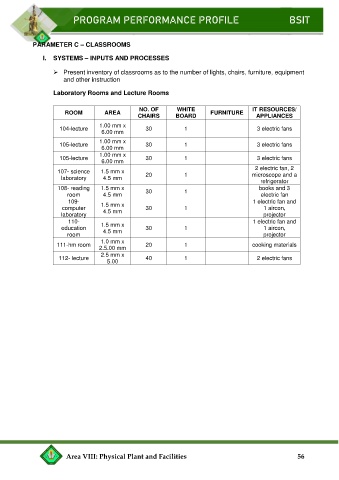 PROGRAM PERFORMANCE PROFILE BSIT
PARAMETER C – CLASSROOMS
I. SYSTEMS – INPUTS AND PROCESSES
➢ Present inventory of classrooms as to the number of lights, chairs, furniture, equipment
and other instruction
Laboratory Rooms and Lecture Rooms
ROOM AREA NO. OF CHAIRS WHITE BOARD FURNITURE IT RESOURCES/ APPLIANCES
104-lecture 1.00 mm x 6.00 mm 30 1 3 electric fans
105-lecture 1.00 mm x 6.00 mm 30 1 3 electric fans
105-lecture 1.00 mm x 6.00 mm 30 1 3 electric fans
107- science laboratory 1.5 mm x 4.5 mm 20 1 2 electric fan, 2 microscope and a refrigerator
108- reading room 1.5 mm x 4.5 mm 30 1 books and 3 electric fan
109- computer laboratory 1.5 mm x 4.5 mm 30 1 1 electric fan and 1 aircon, projector
110- education room 1.5 mm x 4.5 mm 30 1 1 electric fan and 1 aircon, projector
111-hm room 1.0 mm x 2.5.00 mm 20 1 cooking materials
112- lecture 2.5 mm x 5.00 40 1 2 electric fans
Area VIII: Physical Plant and Facilities 56